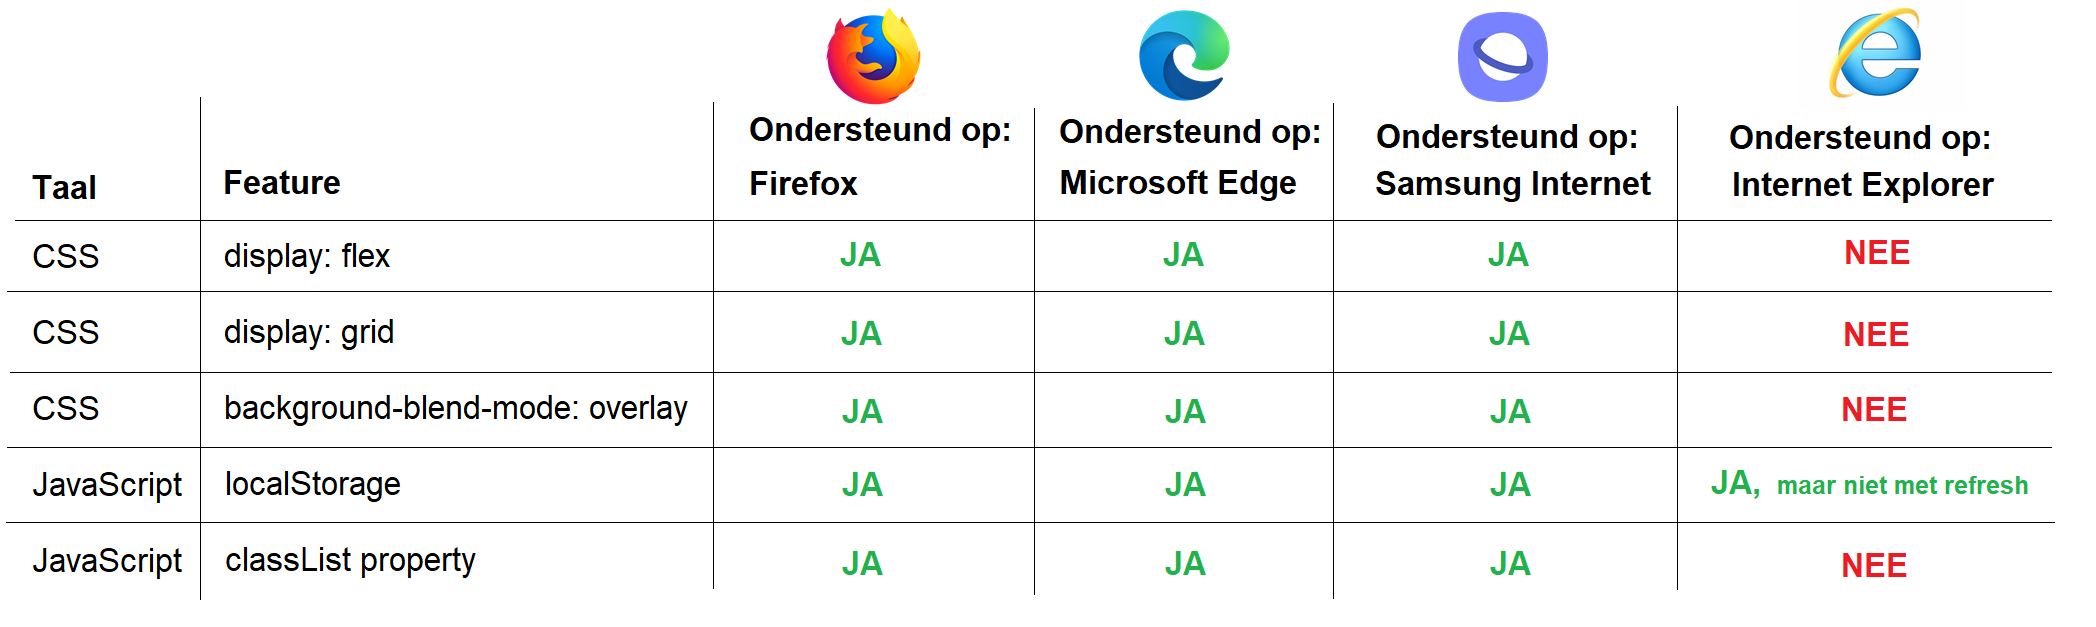 Taal Feature Ondersteund op: Firefox Ondersteund op: Microsoft Edge Ondersteund op: Samsung Internet Ondersteund op: Internet Explorer
CSS display: flex JA JA JA NEE
CSS display: grid JA JA JA NEE
CSS background-blend-mode: overlay JA JA JA NEE
JavaScript localStorage JA JA JA JA, maar niet met refresh
JavaScript classList property JA JA JA NEE